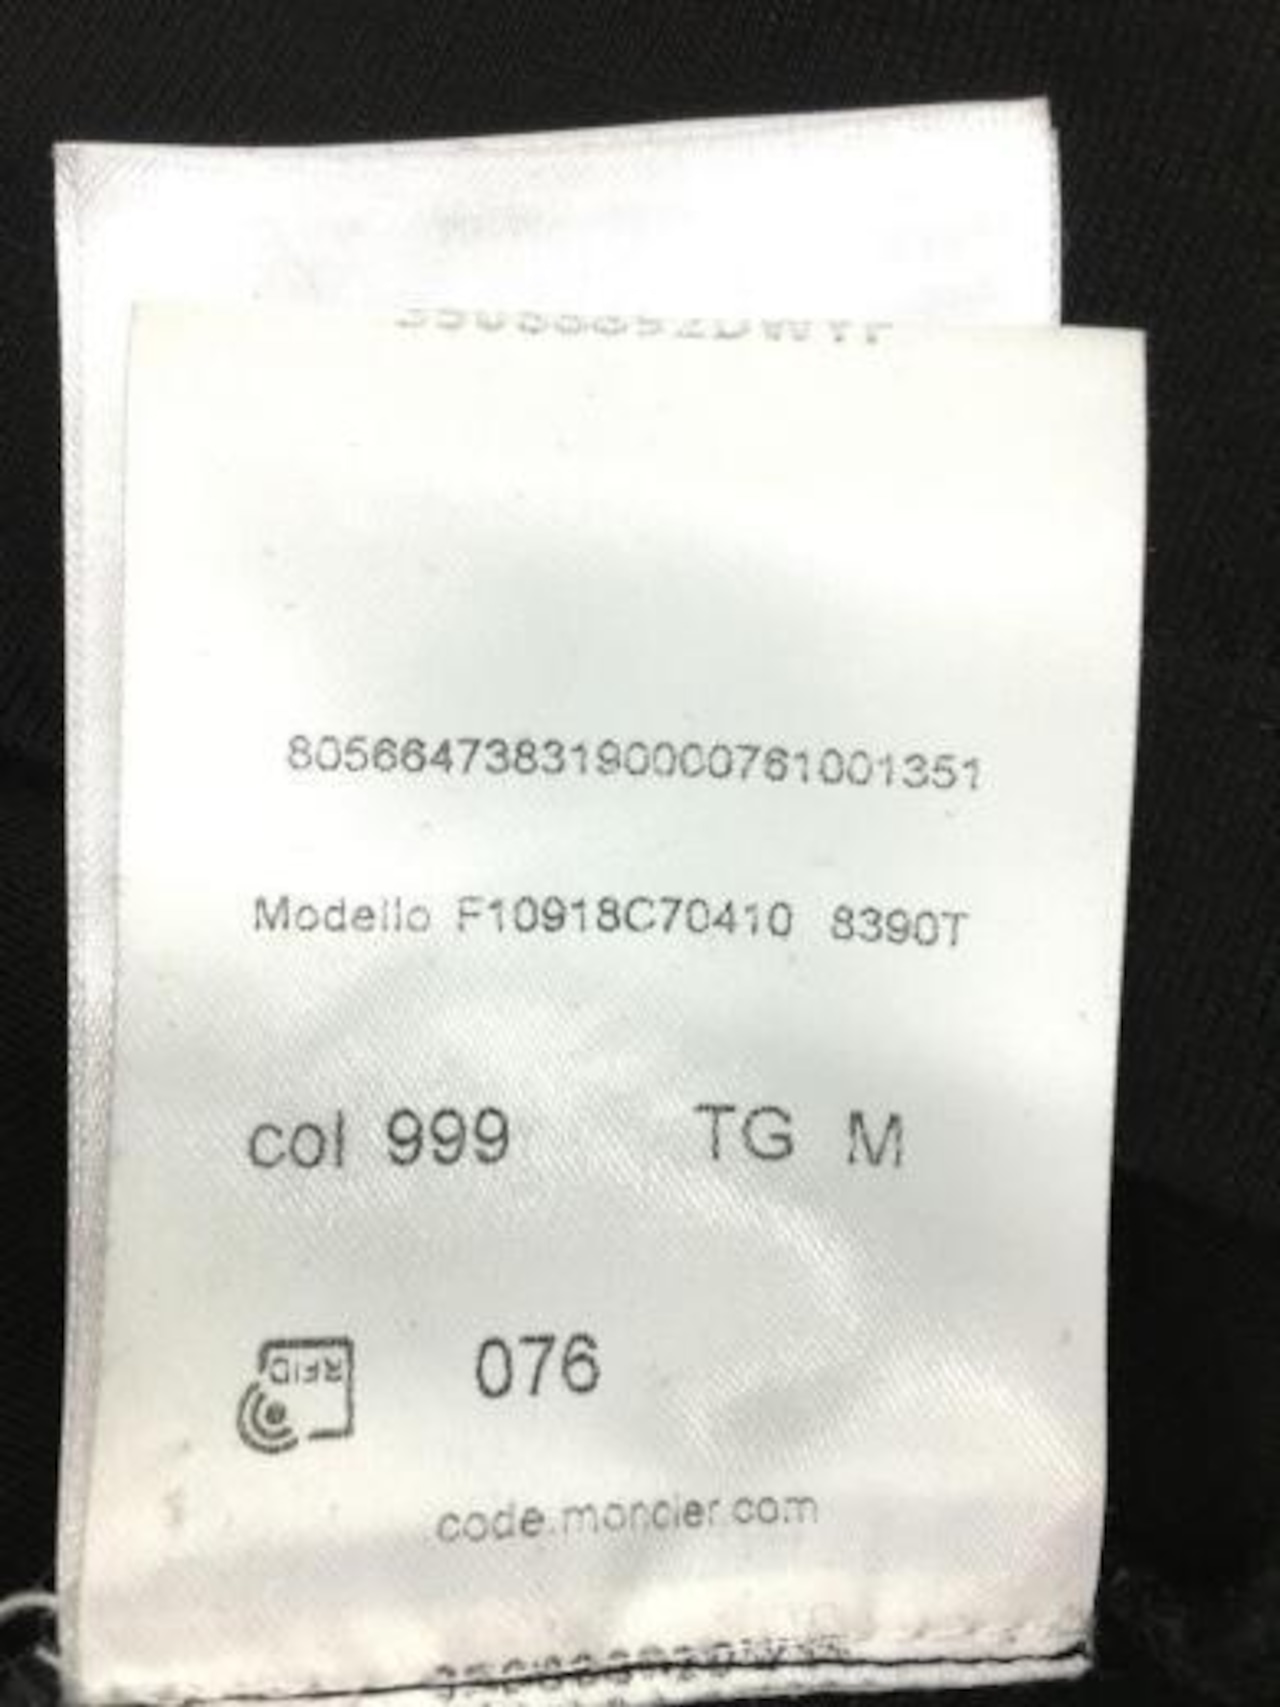 8056647383190000761001351
Modello F10918C70410 8390T
col 999 TG M
RFID
076
code.moncler.com